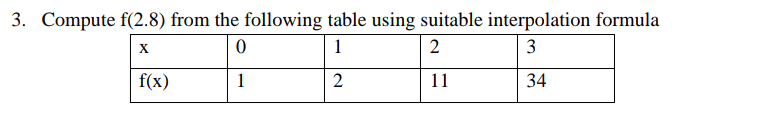 3. Compute f(2.8) from the following table using suitable interpolation formula
x 0 1 2 3
f(x) 1 2 11 34